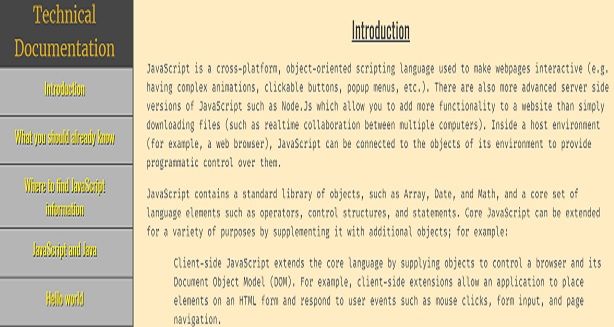 Technical
Documentation
Introduction
What you should already know
Where to find JavaScript
information
JavaScript and Java
Hello world
Introduction
JavaScript is a cross-platform, object-oriented scripting language used to make webpages interactive (e.g.
having complex animations, clickable buttons, popup menus, etc.). There are also more advanced server side
versions of JavaScript such as Node.Js which allow you to add more functionality to a website than simply
downloading files (such as realtime collaboration between multiple computers). Inside a host environment
(for example, a web browser), JavaScript can be connected to the objects of its environment to provide
programmatic control over them.
JavaScript contains a standard library of objects, such as Array, Date, and Math, and a core set of
language elements such as operators, control structures, and statements. Core JavaScript can be extended
for a variety of purposes by supplementing it with additional objects; for example:
Client-side JavaScript extends the core language by supplying objects to control a browser and its
Document Object Model (DOM). For example, client-side extensions allow an application to place
elements on an HTML form and respond to user events such as mouse clicks, form input, and page
navigation.